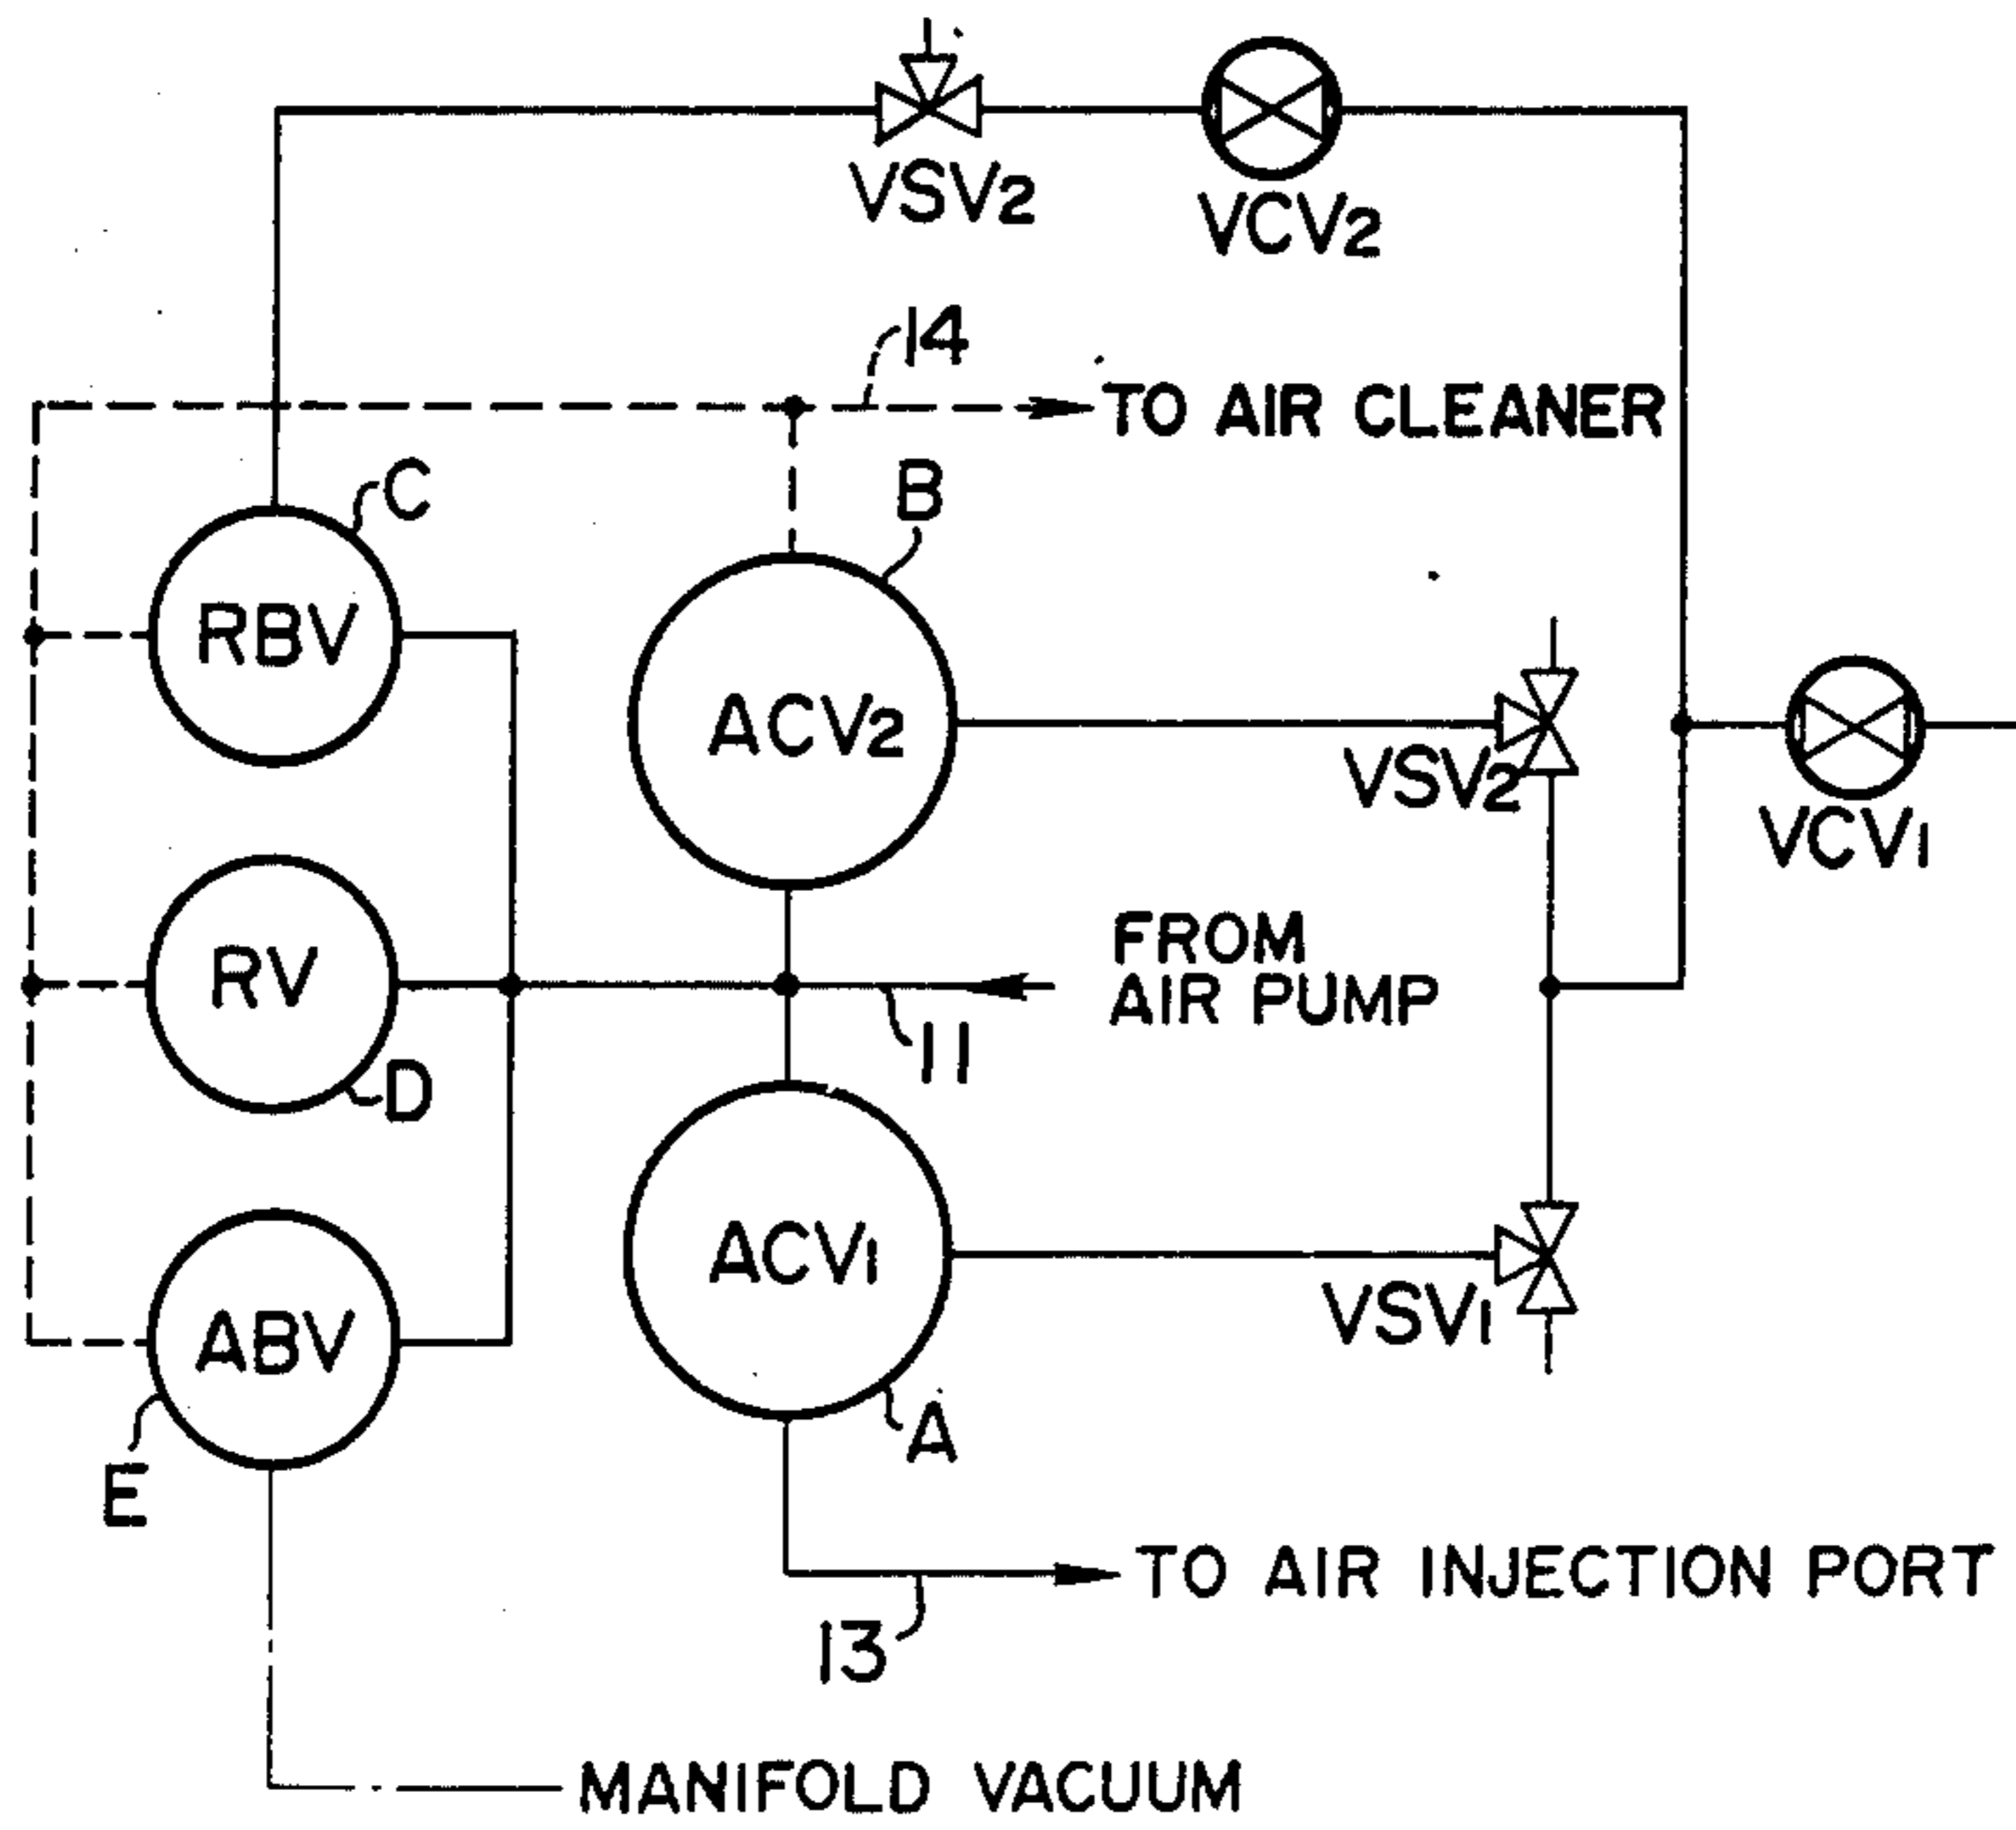 VSV2
VCV2
14
TO AIR CLEANER
C
B
RBV
ACV2
VSV2
VCV1
FROM
AIR PUMP
RV
11
D
ACV1
VSV1
ABV
A
E
TO AIR INJECTION PORT
13
MANIFOLD VACUUM